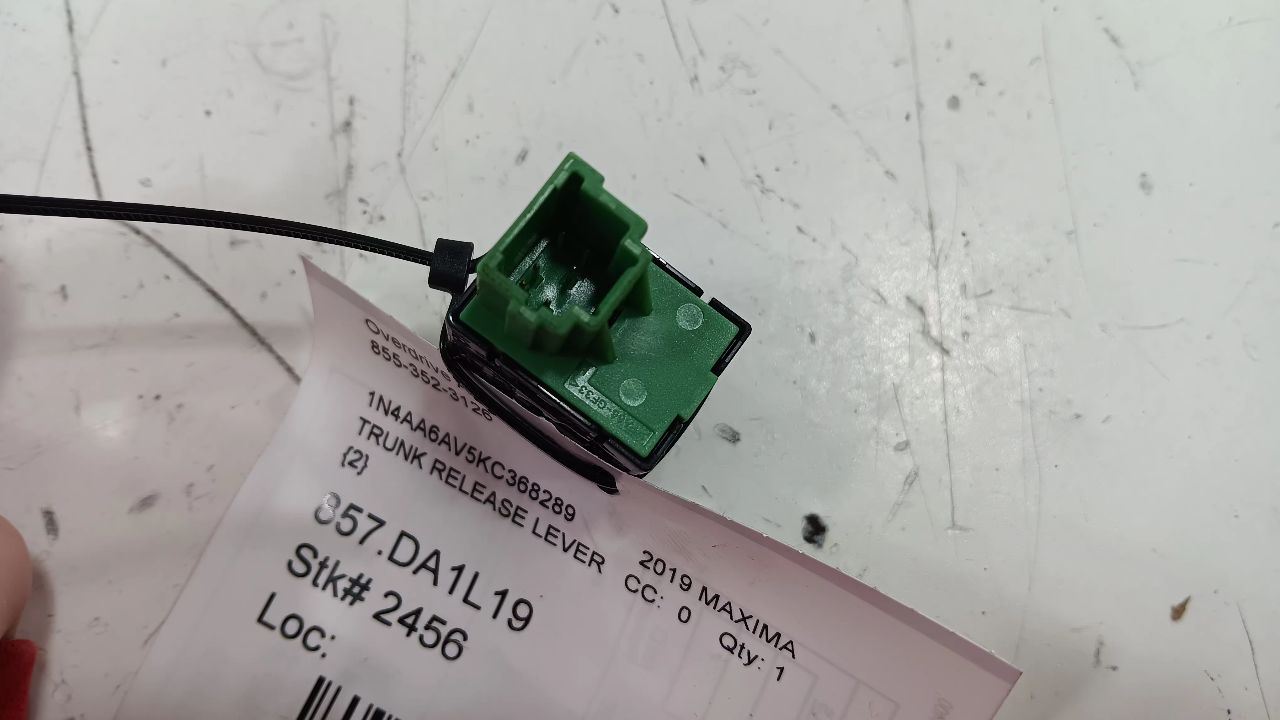 Overdrive
855-352-3126
1N4AA6AV5KC368289
TRUNK RELEASE LEVER
{2}
2019 MAXIMA
CC: 0 Qty: 1
857.DA1L19
Stk# 2456
Loc: